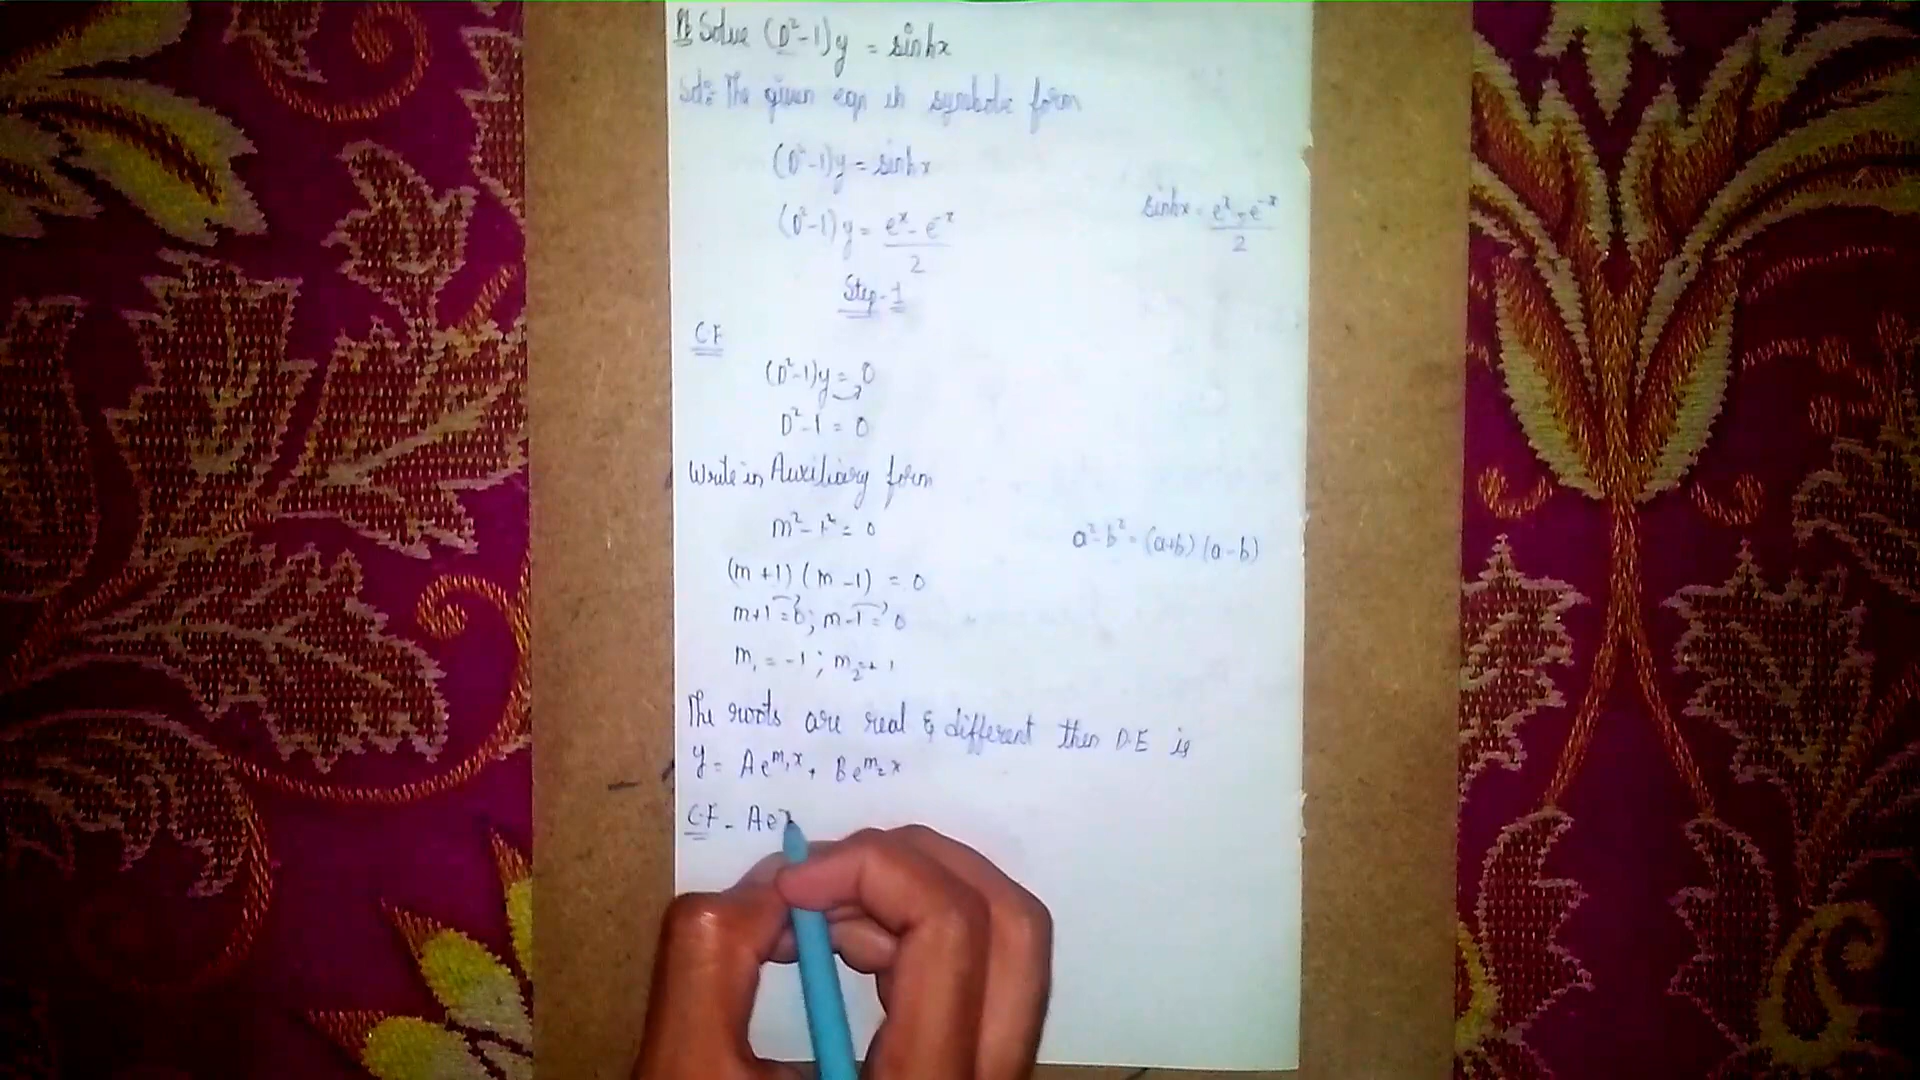 Solve (D²-1)y = sinhx
Sol: The given eqn in symbolic form
(D²-1)y = sinhx
(D²-1)y = eˣ - e⁻ˣ / 2
sinhx = eˣ - e⁻ˣ / 2
Step-1
C.F
(D²-1)y = 0
D²-1 = 0
Write in Auxiliary form
m²-1² = 0
a²-b² = (a+b) (a-b)
(m+1) (m-1) = 0
m+1 = 0; m-1 = 0
m₁ = -1 ; m₂ = +1
The roots are real & different then D.E is
y = Ae^m₁x + Be^m₂x
C.F = Ae